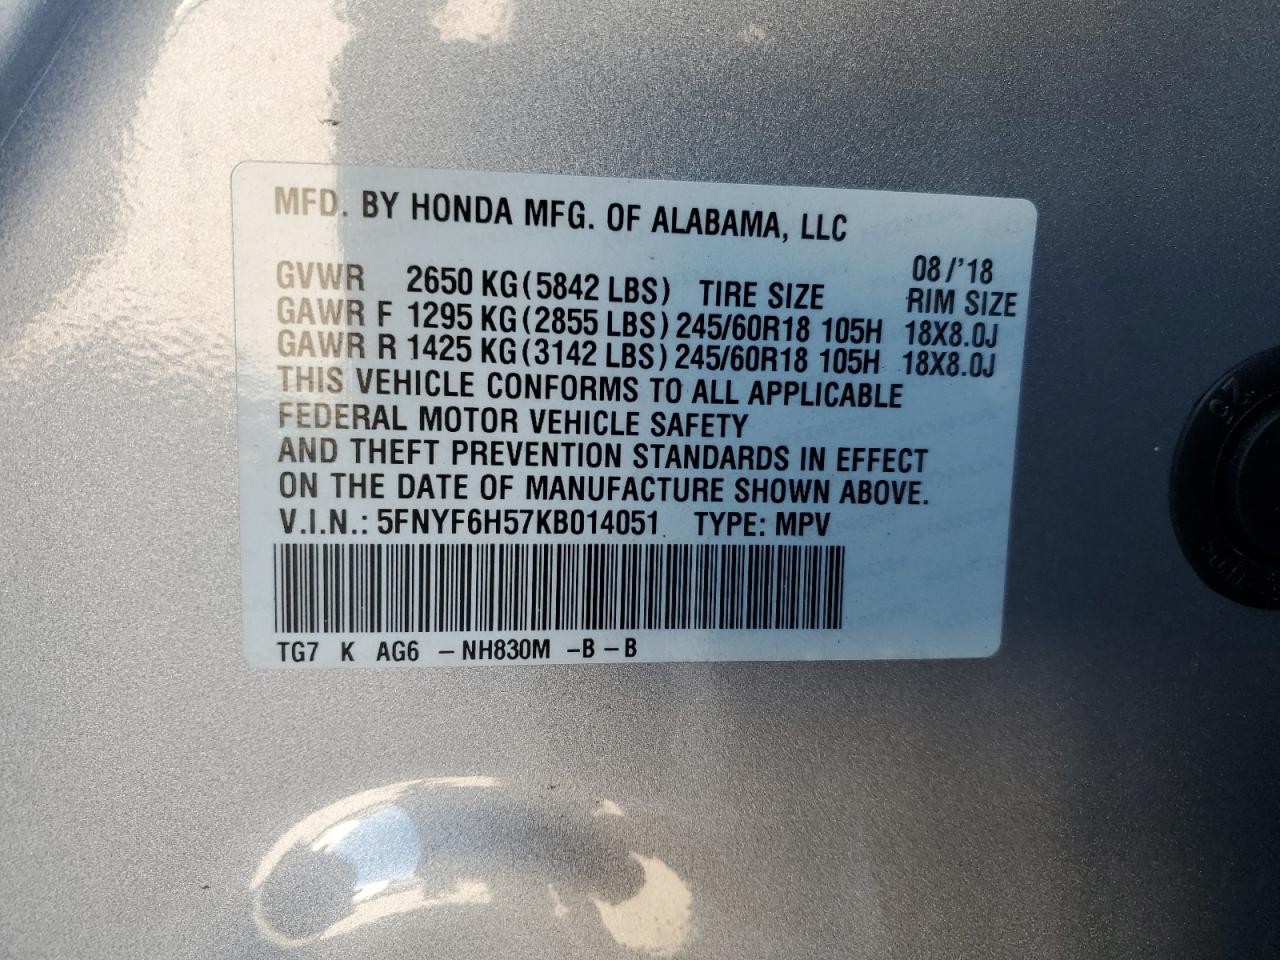 MFD. BY HONDA MFG. OF ALABAMA, LLC
08/'18
GVWR 2650 KG(5842 LBS) TIRE SIZE RIM SIZE
GAWR F 1295 KG(2855 LBS) 245/60R18 105H 18X8.0J
GAWR R 1425 KG(3142 LBS) 245/60R18 105H 18X8.0J
THIS VEHICLE CONFORMS TO ALL APPLICABLE
FEDERAL MOTOR VEHICLE SAFETY
AND THEFT PREVENTION STANDARDS IN EFFECT
ON THE DATE OF MANUFACTURE SHOWN ABOVE.
V.I.N.: 5FNYF6H57KB014051 TYPE: MPV
TG7 K AG6 -NH830M -B-B